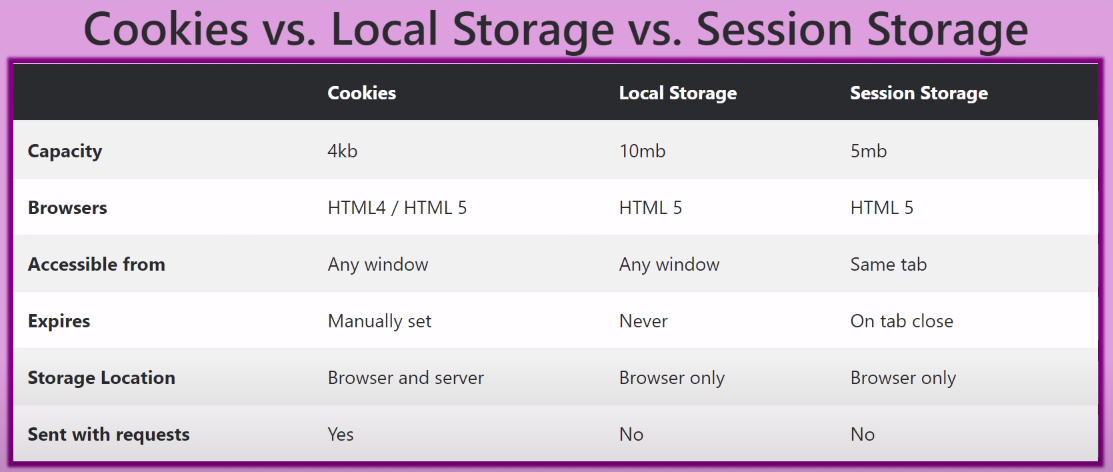 Cookies vs. Local Storage vs. Session Storage
Cookies Local Storage Session Storage
Capacity 4kb 10mb 5mb
Browsers HTML4 / HTML 5 HTML 5 HTML 5
Accessible from Any window Any window Same tab
Expires Manually set Never On tab close
Storage Location Browser and server Browser only Browser only
Sent with requests Yes No No